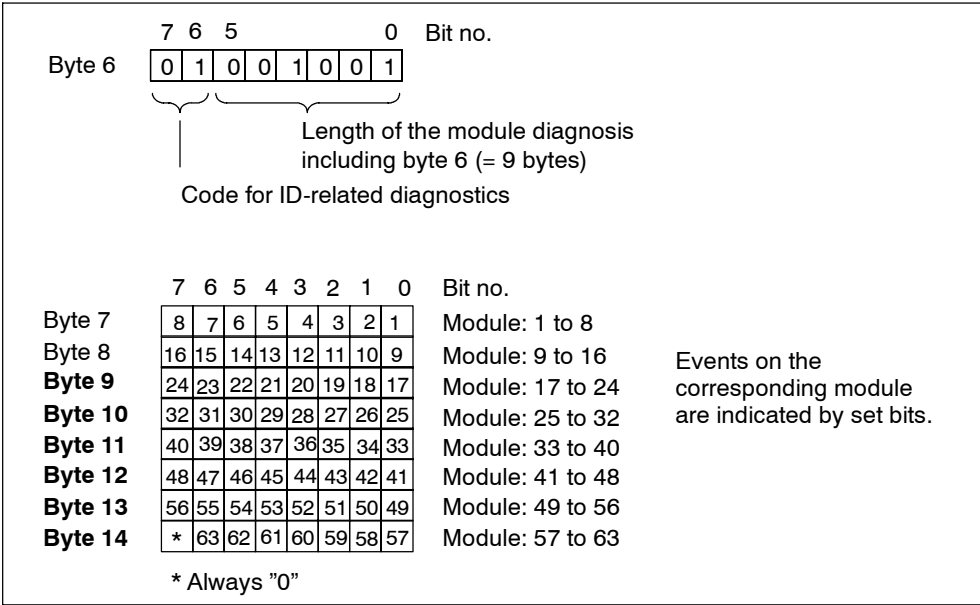 7 6 5 0 Bit no.
Byte 6 0 1 0 0 1 0 0 1
Length of the module diagnosis
including byte 6 (= 9 bytes)
Code for ID-related diagnostics
7 6 5 4 3 2 1 0 Bit no.
Byte 7 8 7 6 5 4 3 2 1 Module: 1 to 8
Byte 8 16 15 14 13 12 11 10 9 Module: 9 to 16
Byte 9 24 23 22 21 20 19 18 17 Module: 17 to 24
Byte 10 32 31 30 29 28 27 26 25 Module: 25 to 32
Byte 11 40 39 38 37 36 35 34 33 Module: 33 to 40
Byte 12 48 47 46 45 44 43 42 41 Module: 41 to 48
Byte 13 56 55 54 53 52 51 50 49 Module: 49 to 56
Byte 14 * 63 62 61 60 59 58 57 Module: 57 to 63
Events on the
corresponding module
are indicated by set bits.
* Always ”0”